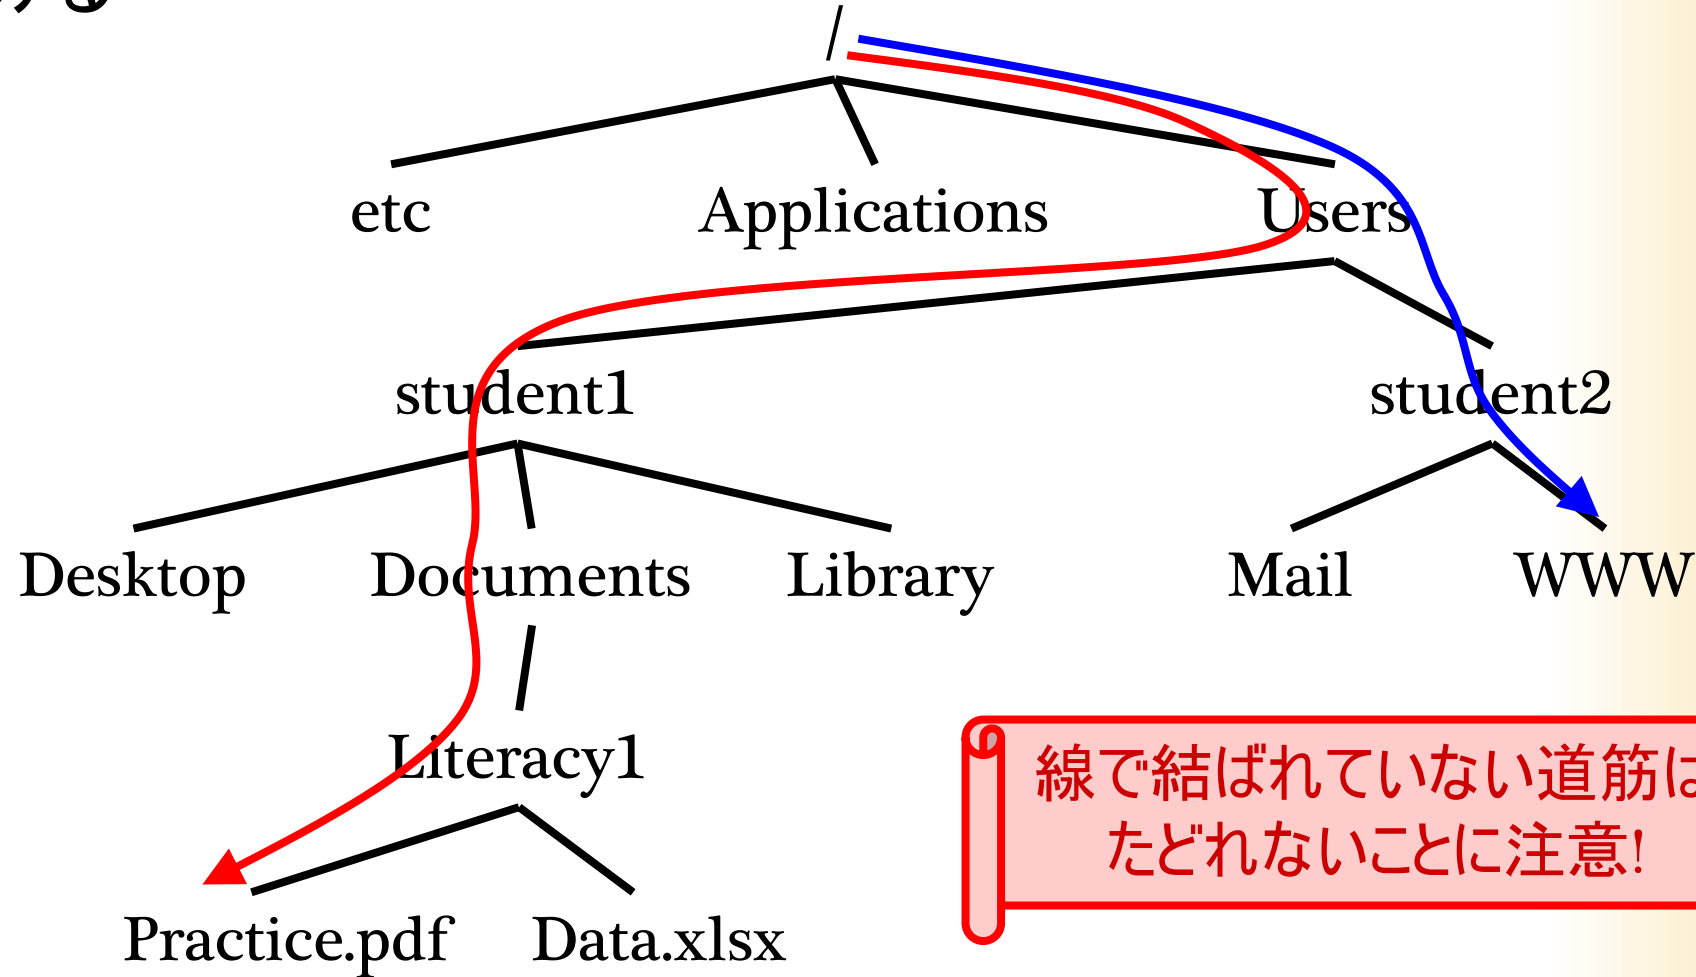 /
etc Applications Users
student1 student2
Desktop Documents Library Mail WWW
Literacy1
線で結ばれていない道筋は
たどれないことに注意!
Practice.pdf Data.xlsx